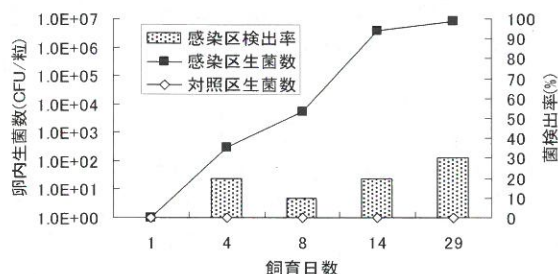 卵内生菌数(CFU/粒)
1.0E+07
1.0E+06
1.0E+05
1.0E+04
1.0E+03
1.0E+02
1.0E+01
1.0E+00
感染区検出率
感染区生菌数
対照区生菌数
100
90
80
70
60
50
40
30
20
10
0
菌検出率(%)
1 4 8 14 29
飼育日数